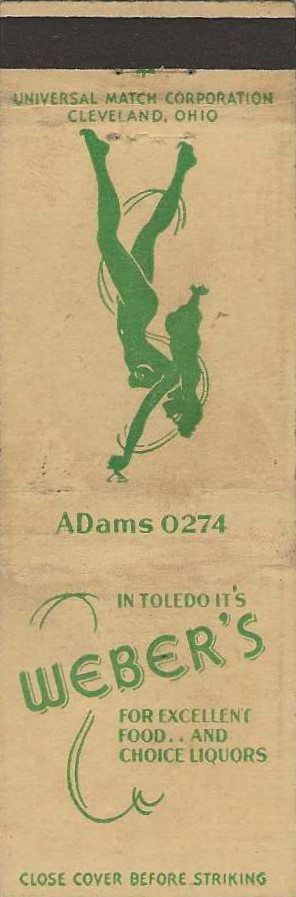 UNIVERSAL MATCH CORPORATION
CLEVELAND, OHIO
ADams 0274
IN TOLEDO IT'S
WEBER'S
FOR EXCELLENT
FOOD.. AND
CHOICE LIQUORS
CLOSE COVER BEFORE STRIKING